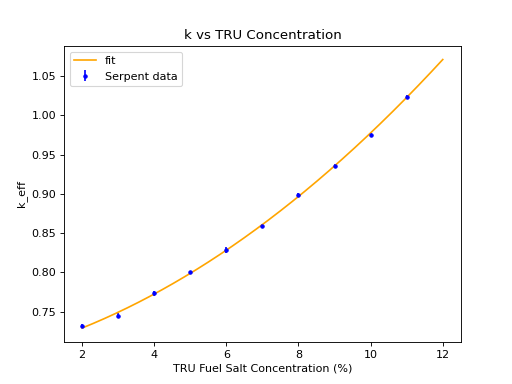 k vs TRU Concentration
fit
Serpent data
k_eff
1.05
1.00
0.95
0.90
0.85
0.80
0.75
2 4 6 8 10 12
TRU Fuel Salt Concentration (%)